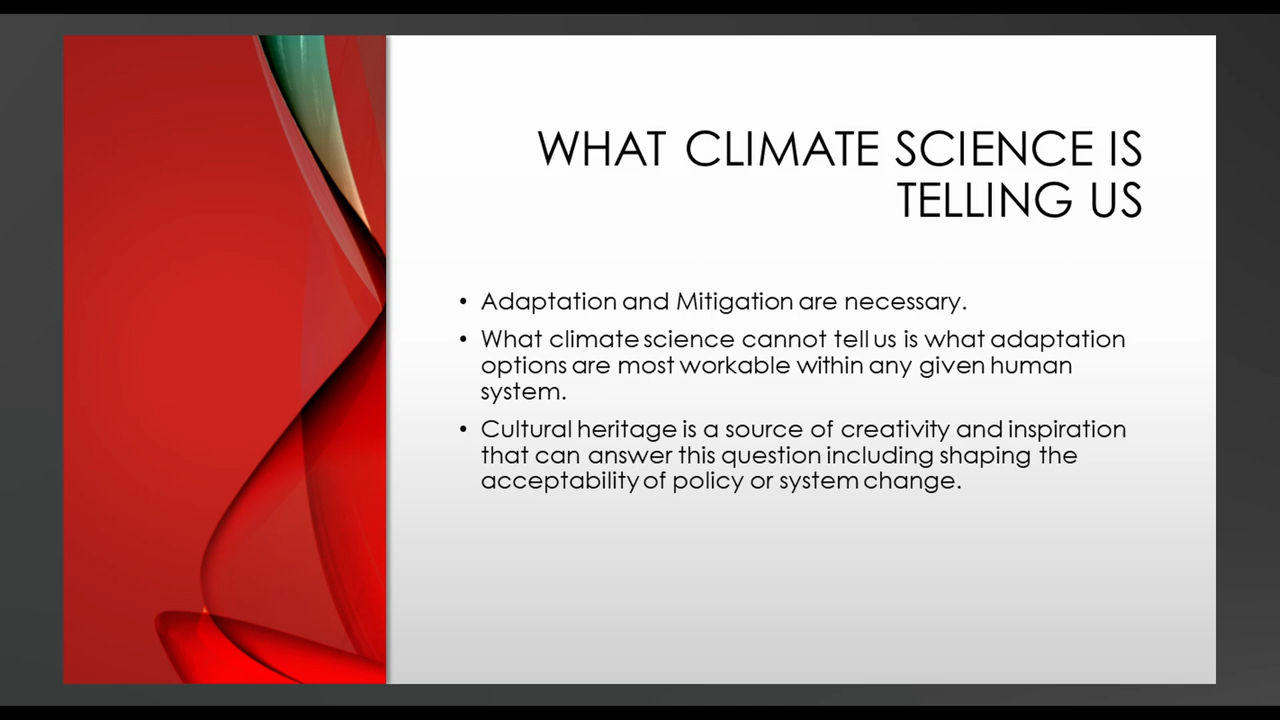 WHAT CLIMATE SCIENCE IS
TELLING US
• Adaptation and Mitigation are necessary.
• What climate science cannot tell us is what adaptation
options are most workable within any given human
system.
• Cultural heritage is a source of creativity and inspiration
that can answer this question including shaping the
acceptability of policy or system change.